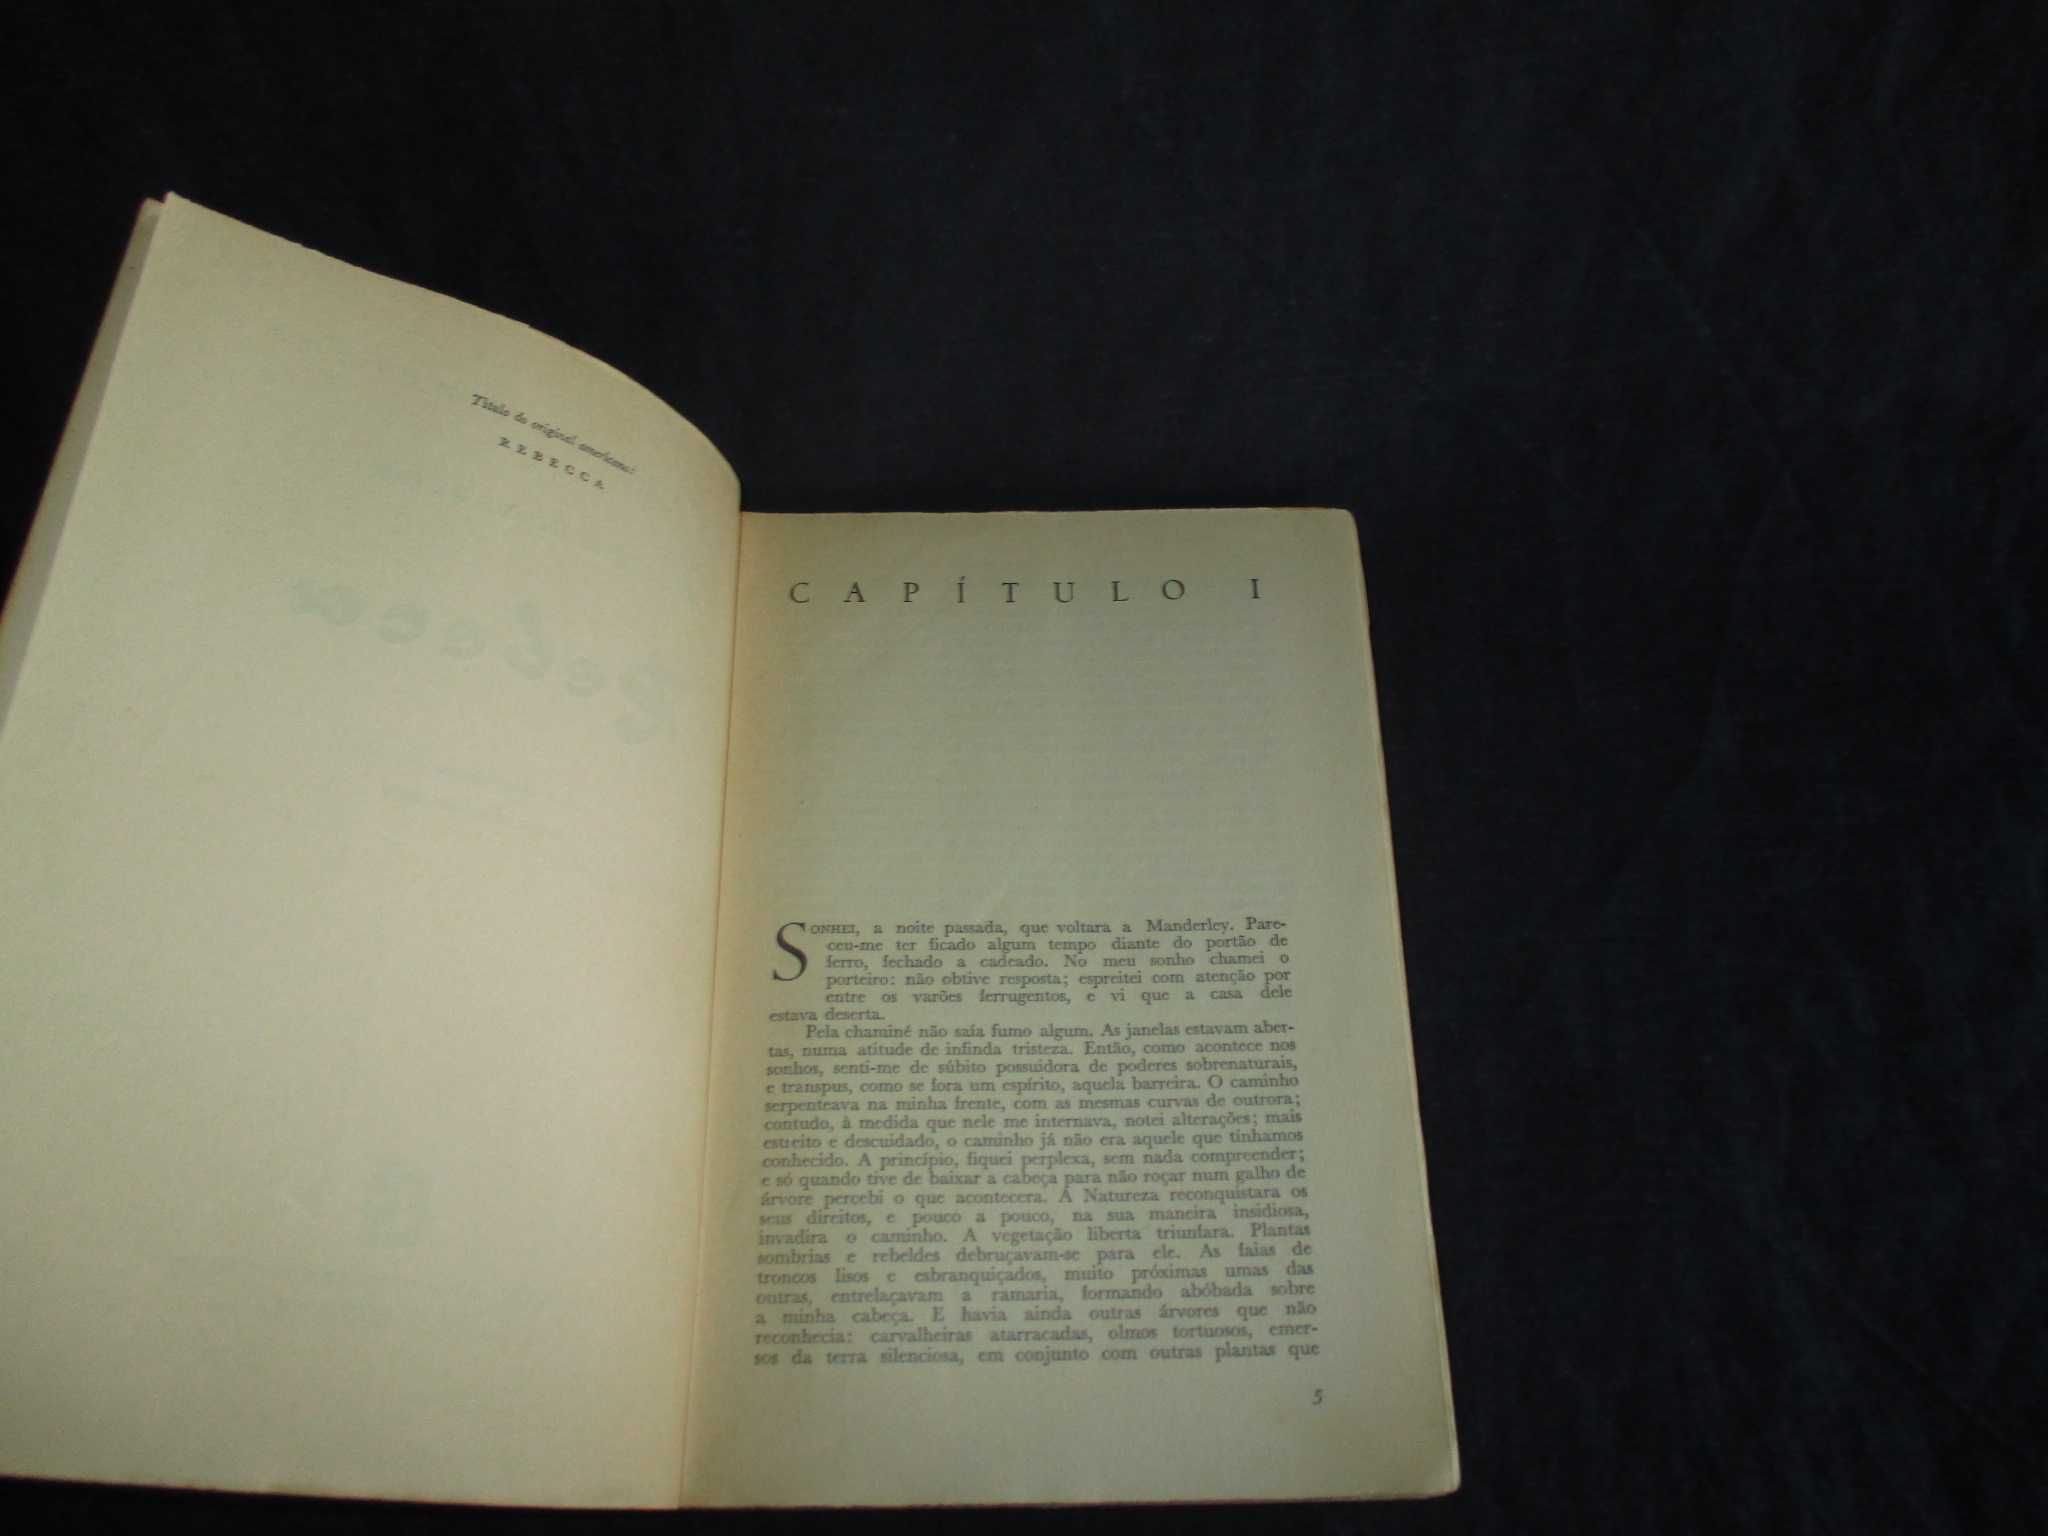 Título do original americano:
REBECCA
CAPÍTULO I
SONHEI, a noite passada, que voltara a Manderley. Pare-
ceu-me ter ficado algum tempo diante do portão de
ferro, fechado a cadeado. No meu sonho chamei o
porteiro: não obtive resposta; espreitei com atenção por
entre os varões ferrugentos, e vi que a casa dele
estava deserta.
Pela chaminé não saía fumo algum. As janelas estavam aber-
tas, numa atitude de infinda tristeza. Então, como acontece nos
sonhos, senti-me de súbito possuidora de poderes sobrenaturais,
e transpus, como se fora um espírito, aquela barreira. O caminho
serpenteava na minha frente, com as mesmas curvas de outrora;
contudo, à medida que nele me internava, notei alterações; mais
estreito e descuidado, o caminho já não era aquele que tínhamos
conhecido. A princípio, fiquei perplexa, sem nada compreender;
e só quando tive de baixar a cabeça para não roçar num galho de
árvore percebi o que acontecera. A Natureza reconquistara os
seus direitos, e pouco a pouco, na sua maneira insidiosa,
invadira o caminho. A vegetação liberta triunfara. Plantas
sombrias e rebeldes debruçavam-se para ele. As faias de
troncos lisos e esbranquiçados, muito próximas umas das
outras, entrelaçavam a ramaria, formando abóbada sobre
a minha cabeça. E havia ainda outras árvores que não
reconhecia: carvalheiras atarracadas, olmos tortuosos, emer-
sos da terra silenciosa, em conjunto com outras plantas que
5